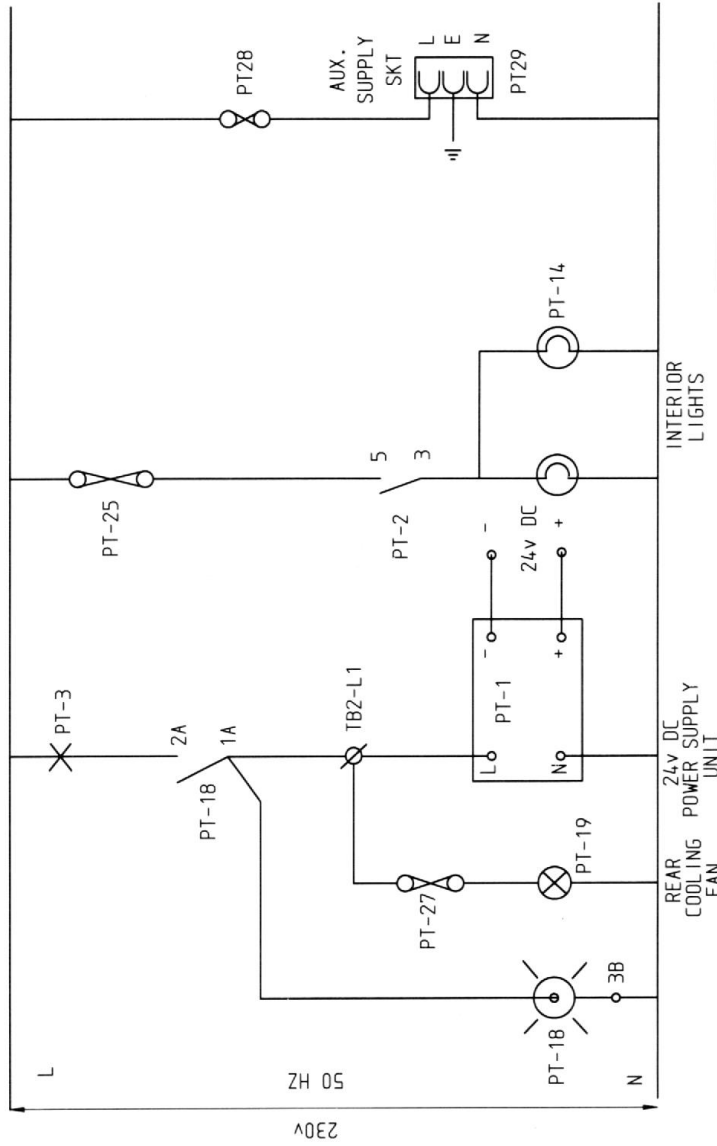 230v
50 HZ
L
N
PT-18
3B
PT-3
2A
1A
PT-18
TB2-L1
PT-27
PT-19
REAR
COOLING
FAN
L
N
PT-1
-
+
-
24v DC
+
24v DC
POWER SUPPLY
UNIT
PT-25
5
3
PT-2
PT-14
INTERIOR
LIGHTS
PT28
AUX.
SUPPLY
SKT
L
E
N
PT29